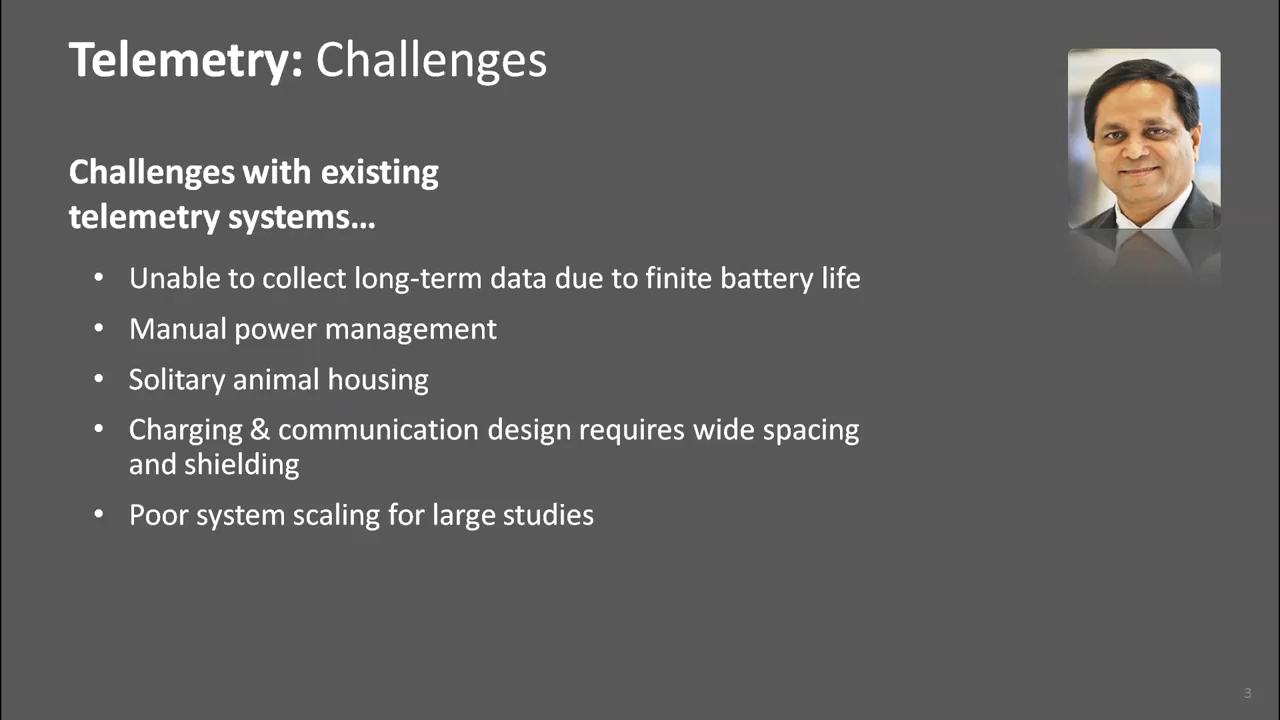 Telemetry: Challenges
Challenges with existing
telemetry systems…
• Unable to collect long-term data due to finite battery life
• Manual power management
• Solitary animal housing
• Charging & communication design requires wide spacing
and shielding
• Poor system scaling for large studies
3